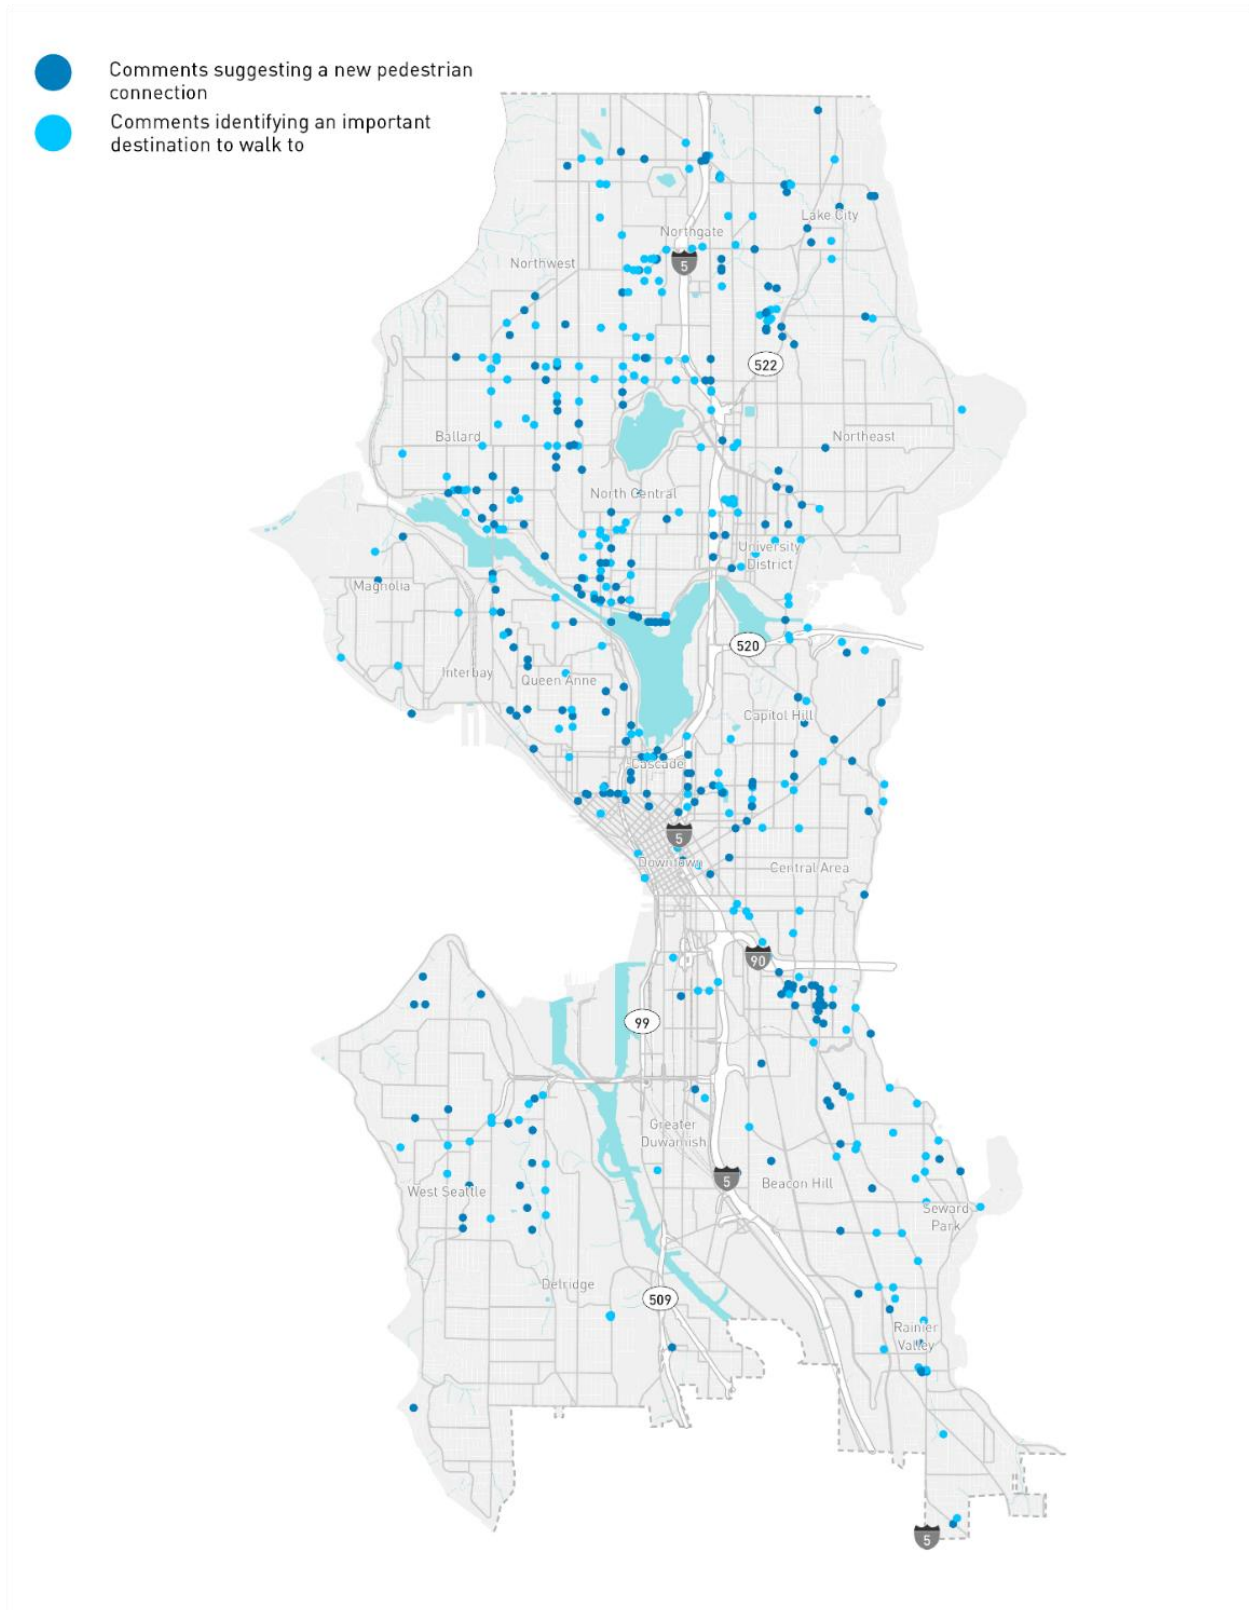 Comments suggesting a new pedestrian
connection
Comments identifying an important
destination to walk to
Lake City
Northgate
Northwest
5
522
Ballard
Northeast
North Central
University
District
Magnolia
520
Interbay
Queen Anne
Capitol Hill
Cascade
5
Downtown
Central Area
90
99
Greater
Duwamish
5
Beacon Hill
West Seattle
Seward
Park
Delridge
509
Rainier
Valley
5